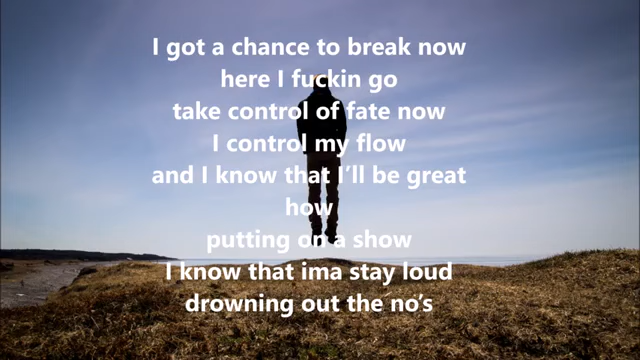 I got a chance to break now
here I fuckin go
take control of fate now
I control my flow
and I know that I'll be great
how
putting on a show
I know that ima stay loud
drowning out the no's